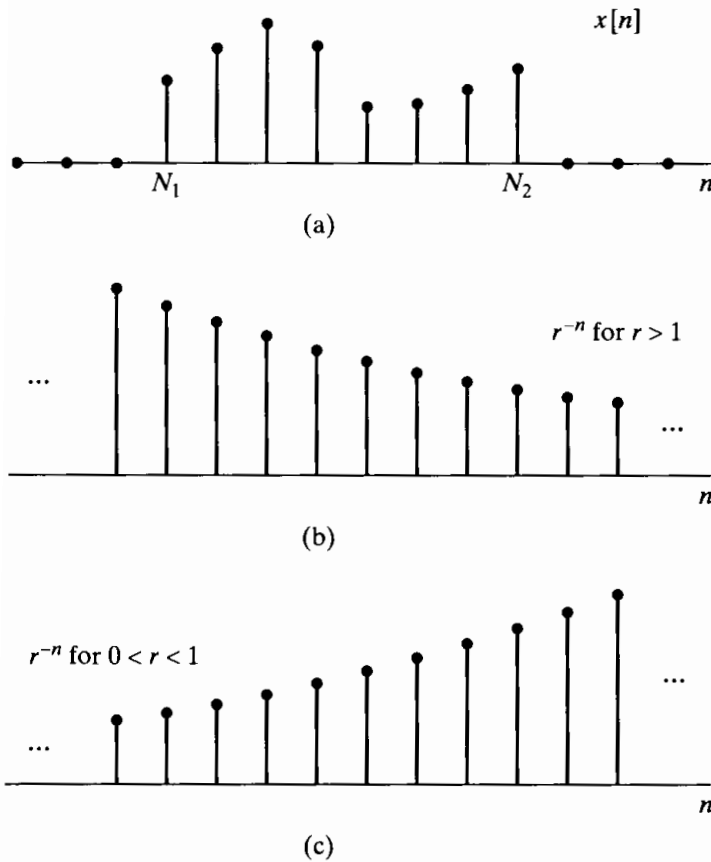 x[n]
N₁ N₂ n
(a)
r⁻ⁿ for r > 1
... ...
n
(b)
r⁻ⁿ for 0 < r < 1
... ...
n
(c)